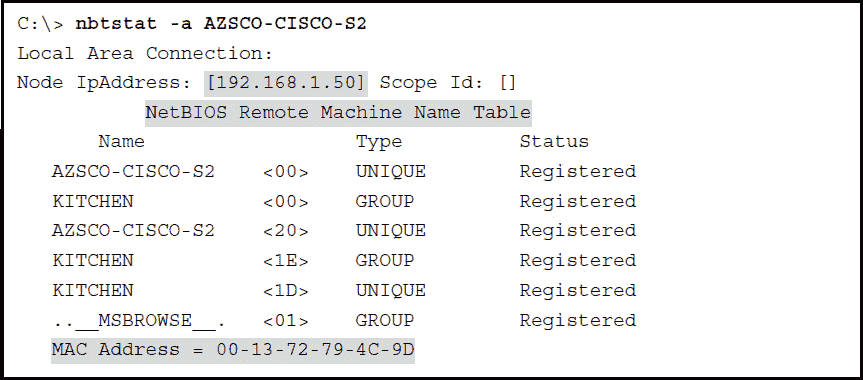 C:\> nbtstat -a AZSCO-CISCO-S2
Local Area Connection:
Node IpAddress: [192.168.1.50] Scope Id: []
NetBIOS Remote Machine Name Table
Name Type Status
AZSCO-CISCO-S2 <00> UNIQUE Registered
KITCHEN <00> GROUP Registered
AZSCO-CISCO-S2 <20> UNIQUE Registered
KITCHEN <1E> GROUP Registered
KITCHEN <1D> UNIQUE Registered
..__MSBROWSE__. <01> GROUP Registered
MAC Address = 00-13-72-79-4C-9D